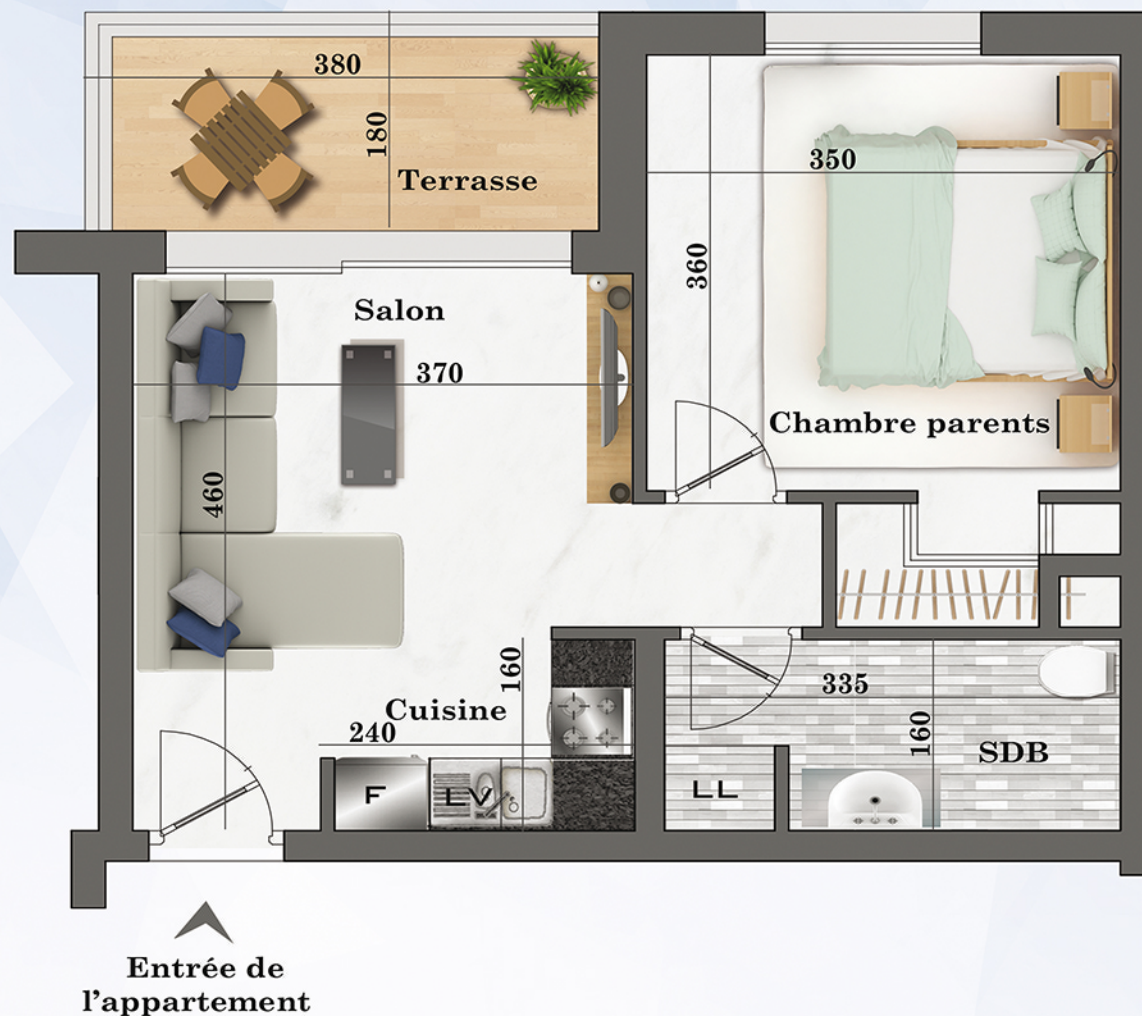 380
180
Terrasse
350
360
Salon
370
Chambre parents
460
160
Cuisine
240
335
160
SDB
F
LV
LL
Entrée de
l'appartement